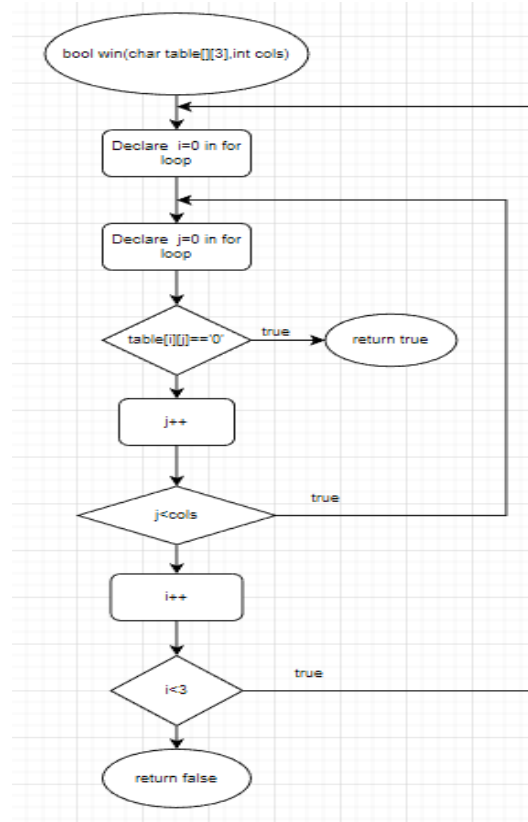 bool win(char table[][3],int cols)
Declare i=0 in for
loop
Declare j=0 in for
loop
table[i][j]=='0'
true
return true
j++
j<cols
true
i++
i<3
true
return false